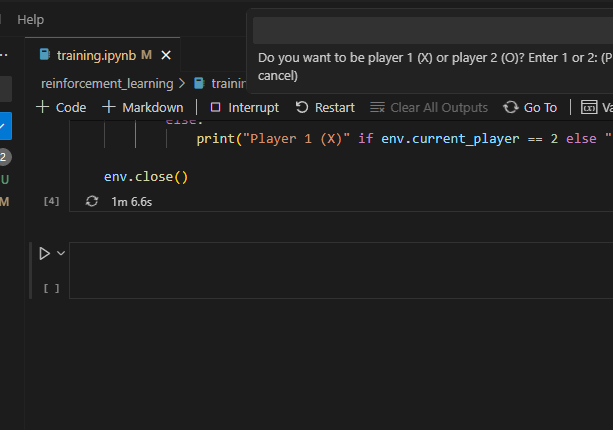 Help
training.ipynb M
Do you want to be player 1 (X) or player 2 (O)? Enter 1 or 2: (P
cancel)
reinforcement_learning > trainin
+ Code + Markdown Interrupt Restart Clear All Outputs Go To Va
else:
print("Player 1 (X)" if env.current_player == 2 else "
env.close()
[4] 1m 6.6s
[ ]
2
U
M